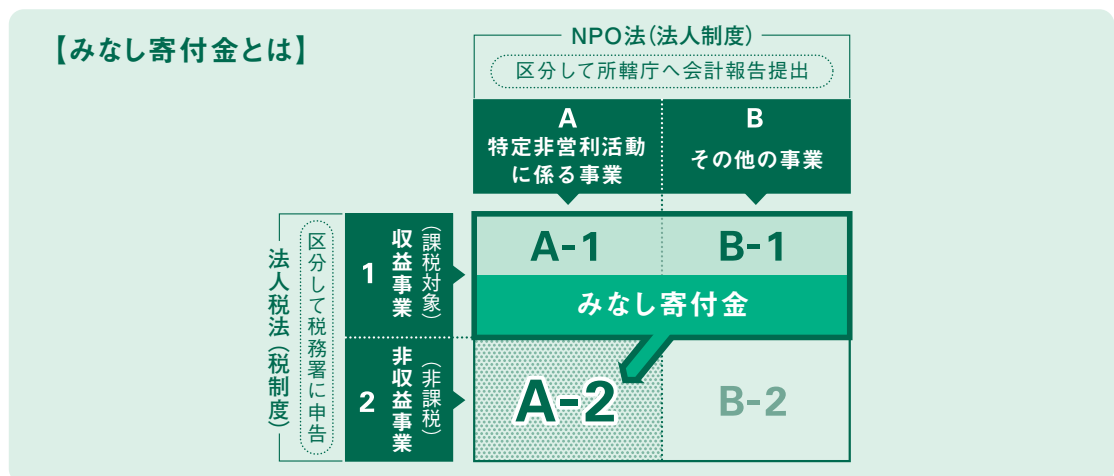 【みなし寄付金とは】
NPO法(法人制度)
区分して所轄庁へ会計報告提出
A
特定非営利活動
に係る事業
B
その他の事業
法人税法(税制度)
区分して税務署に申告
1
収益事業
(課税対象)
A-1
B-1
みなし寄付金
2
非収益事業
(非課税)
A-2
B-2